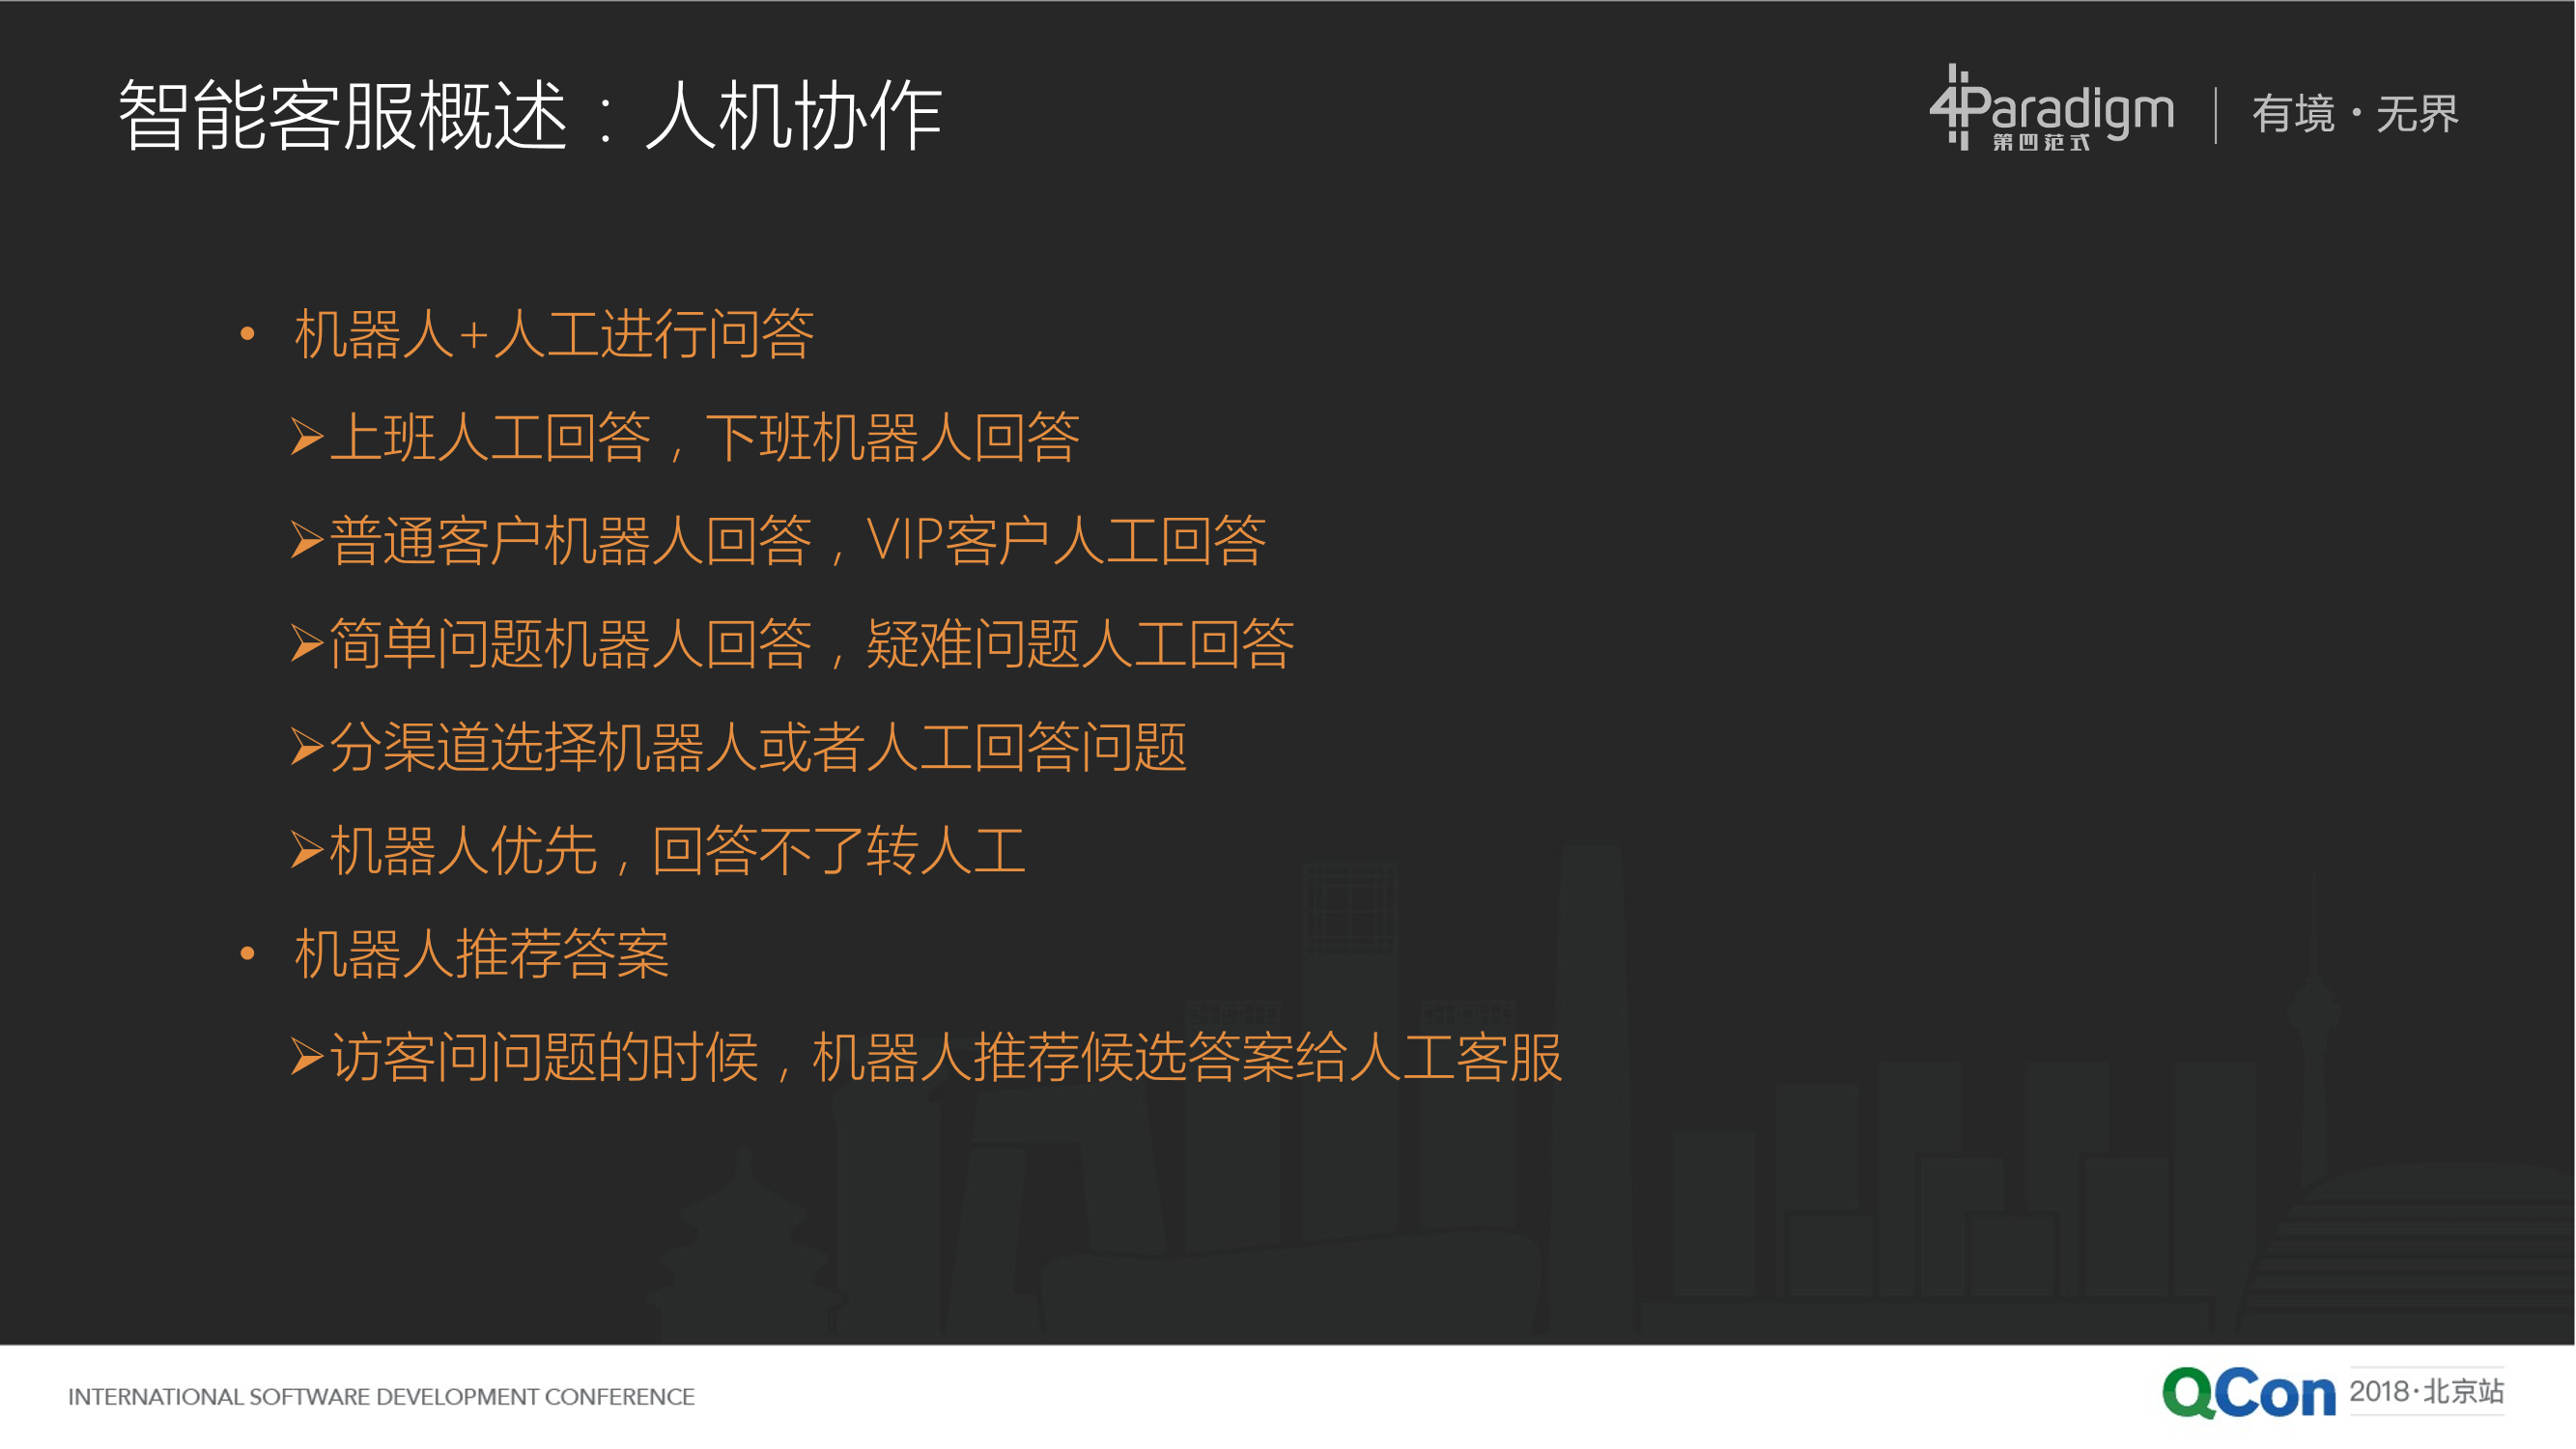 智能客服概述：人机协作
4Paradigm
第四范式
有境·无界
• 机器人+人工进行问答
➢上班人工回答，下班机器人回答
➢普通客户机器人回答，VIP客户人工回答
➢简单问题机器人回答，疑难问题人工回答
➢分渠道选择机器人或者人工回答问题
➢机器人优先，回答不了转人工
• 机器人推荐答案
➢访客问问题的时候，机器人推荐候选答案给人工客服
INTERNATIONAL SOFTWARE DEVELOPMENT CONFERENCE
QCon 2018·北京站